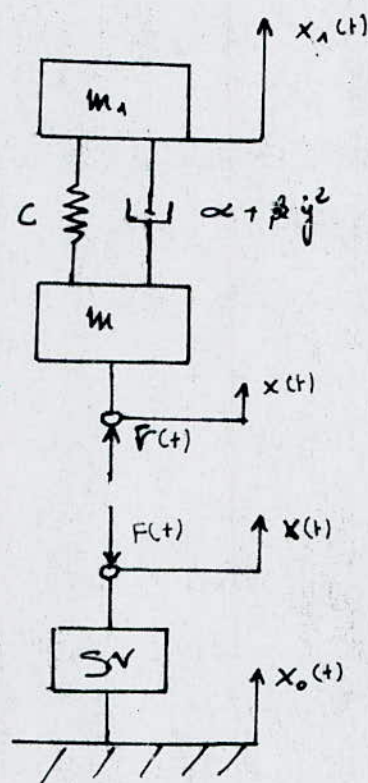 x₁(t)
m₁
C
α + β ẏ²
m
x(t)
F(t)
F(t)
x(t)
SV
x₀(t)